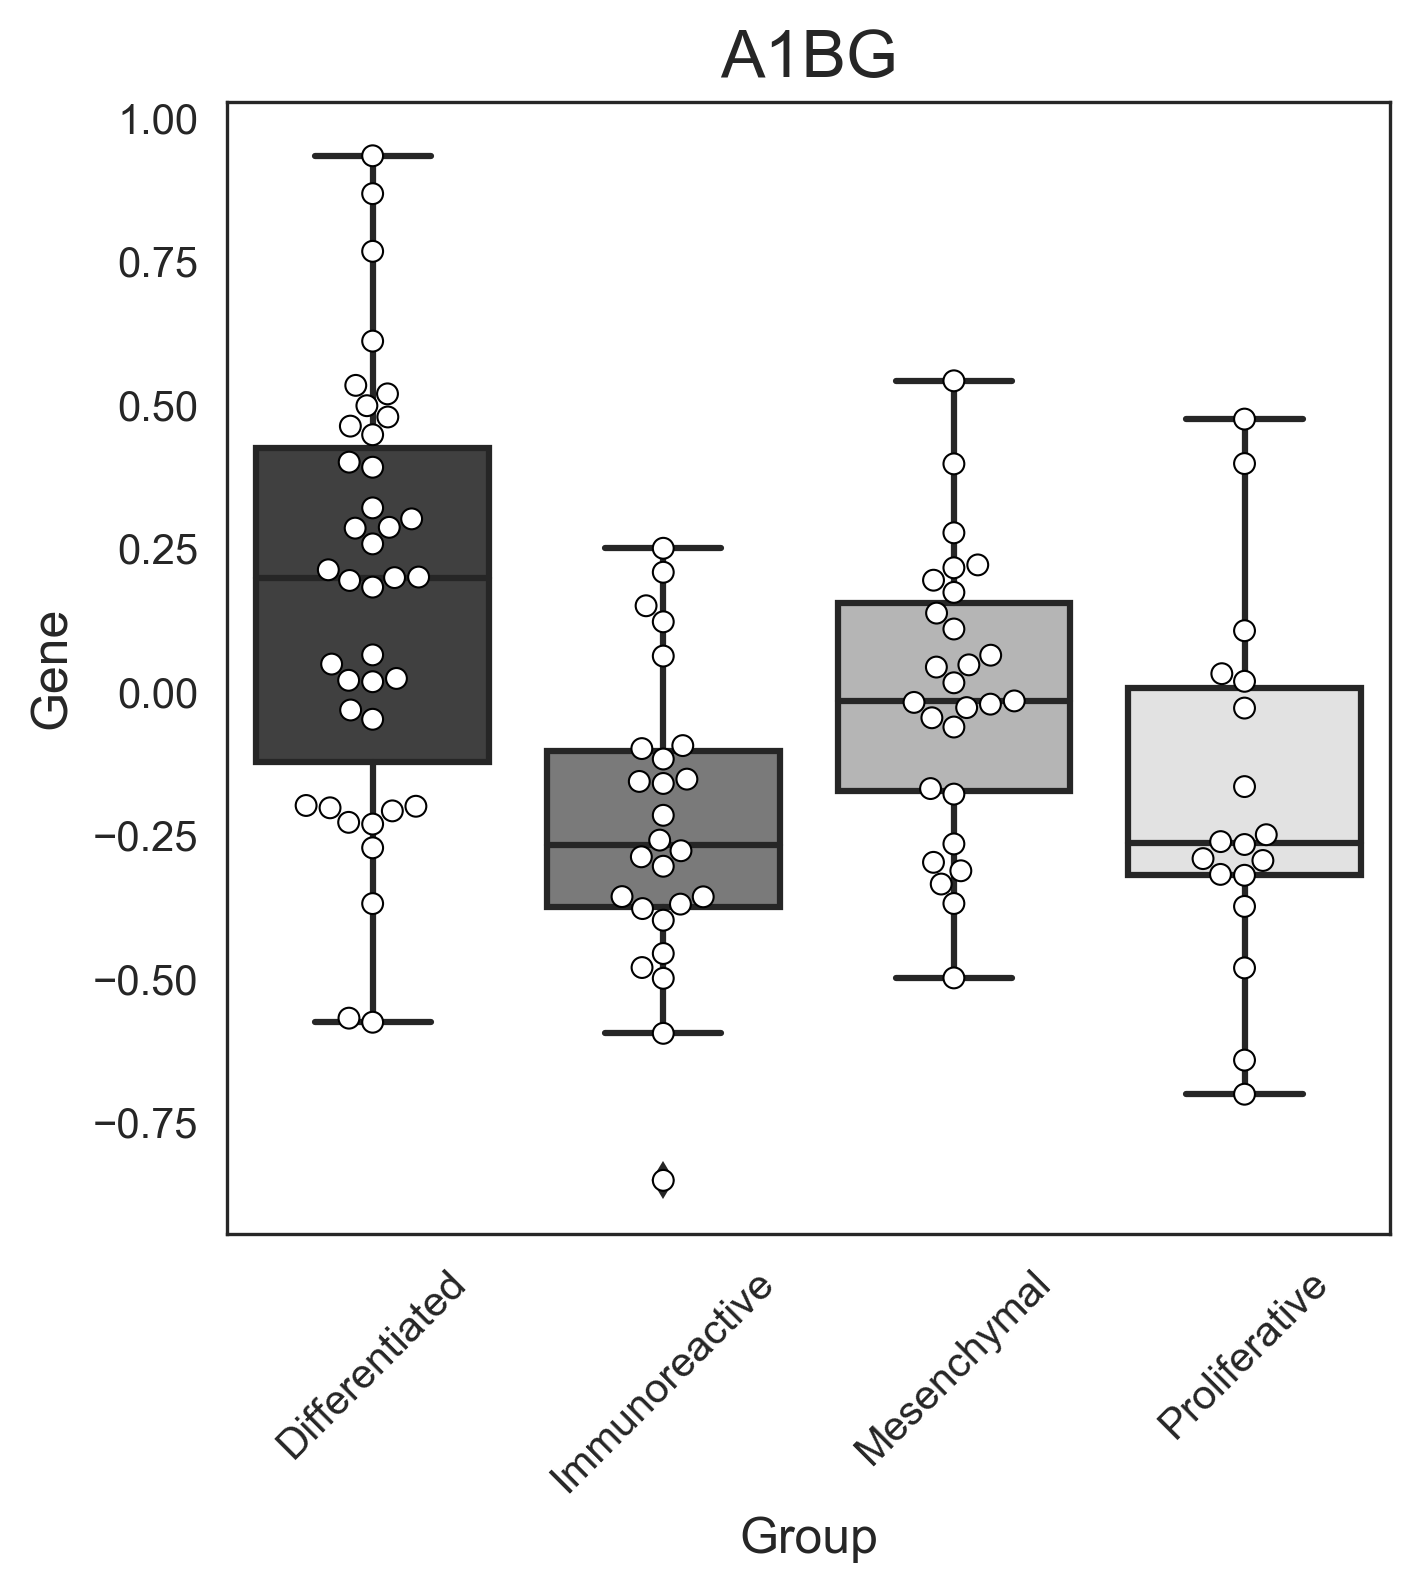 A1BG
1.00
0.75
0.50
0.25
0.00
−0.25
−0.50
−0.75
Gene
Differentiated
Immunoreactive
Mesenchymal
Proliferative
Group